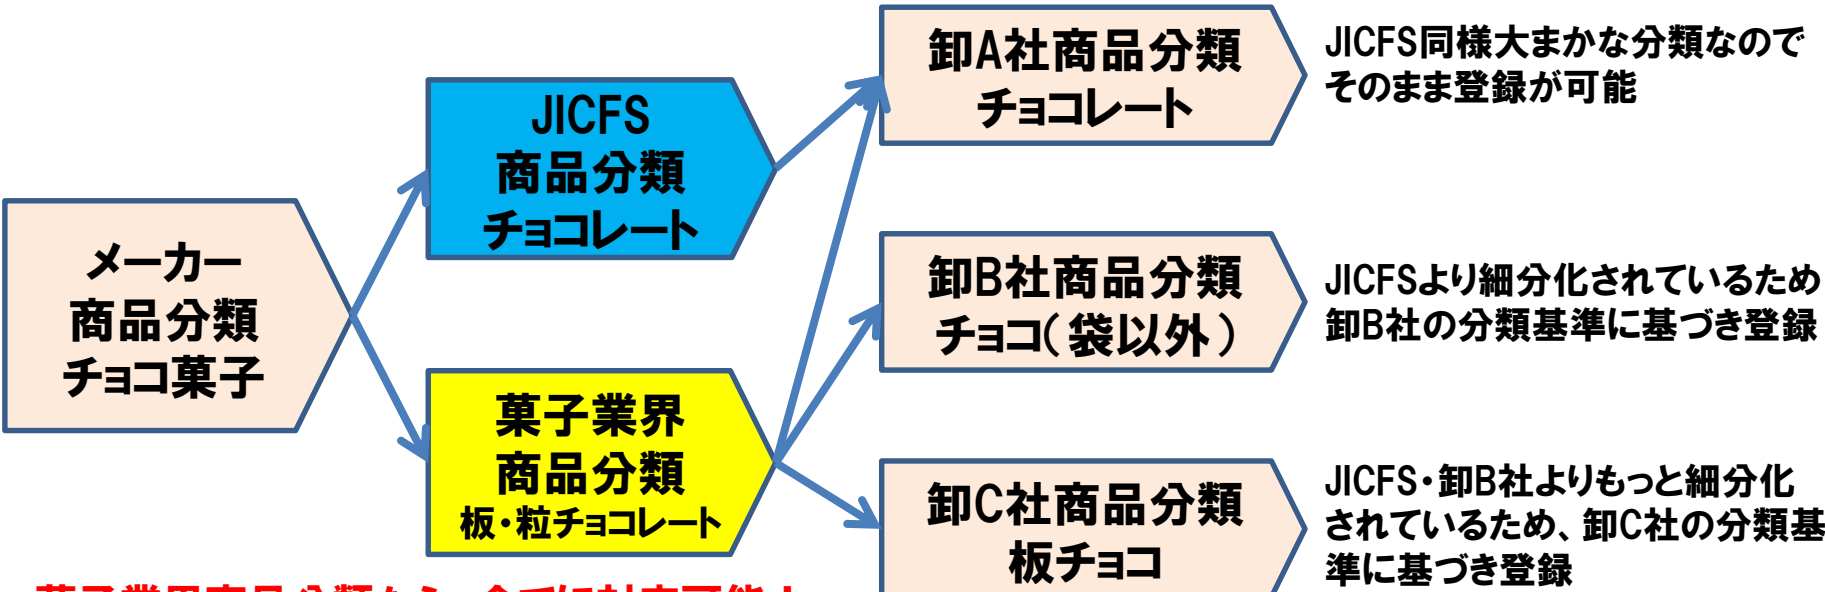 メーカー
商品分類
チョコ菓子
JICFS
商品分類
チョコレート
菓子業界
商品分類
板・粒チョコレート
卸A社商品分類
チョコレート
JICFS同様大まかな分類なので
そのまま登録が可能
卸B社商品分類
チョコ(袋以外)
JICFSより細分化されているため
卸B社の分類基準に基づき登録
卸C社商品分類
板チョコ
JICFS・卸B社よりもっと細分化
されているため、卸C社の分類基
準に基づき登録